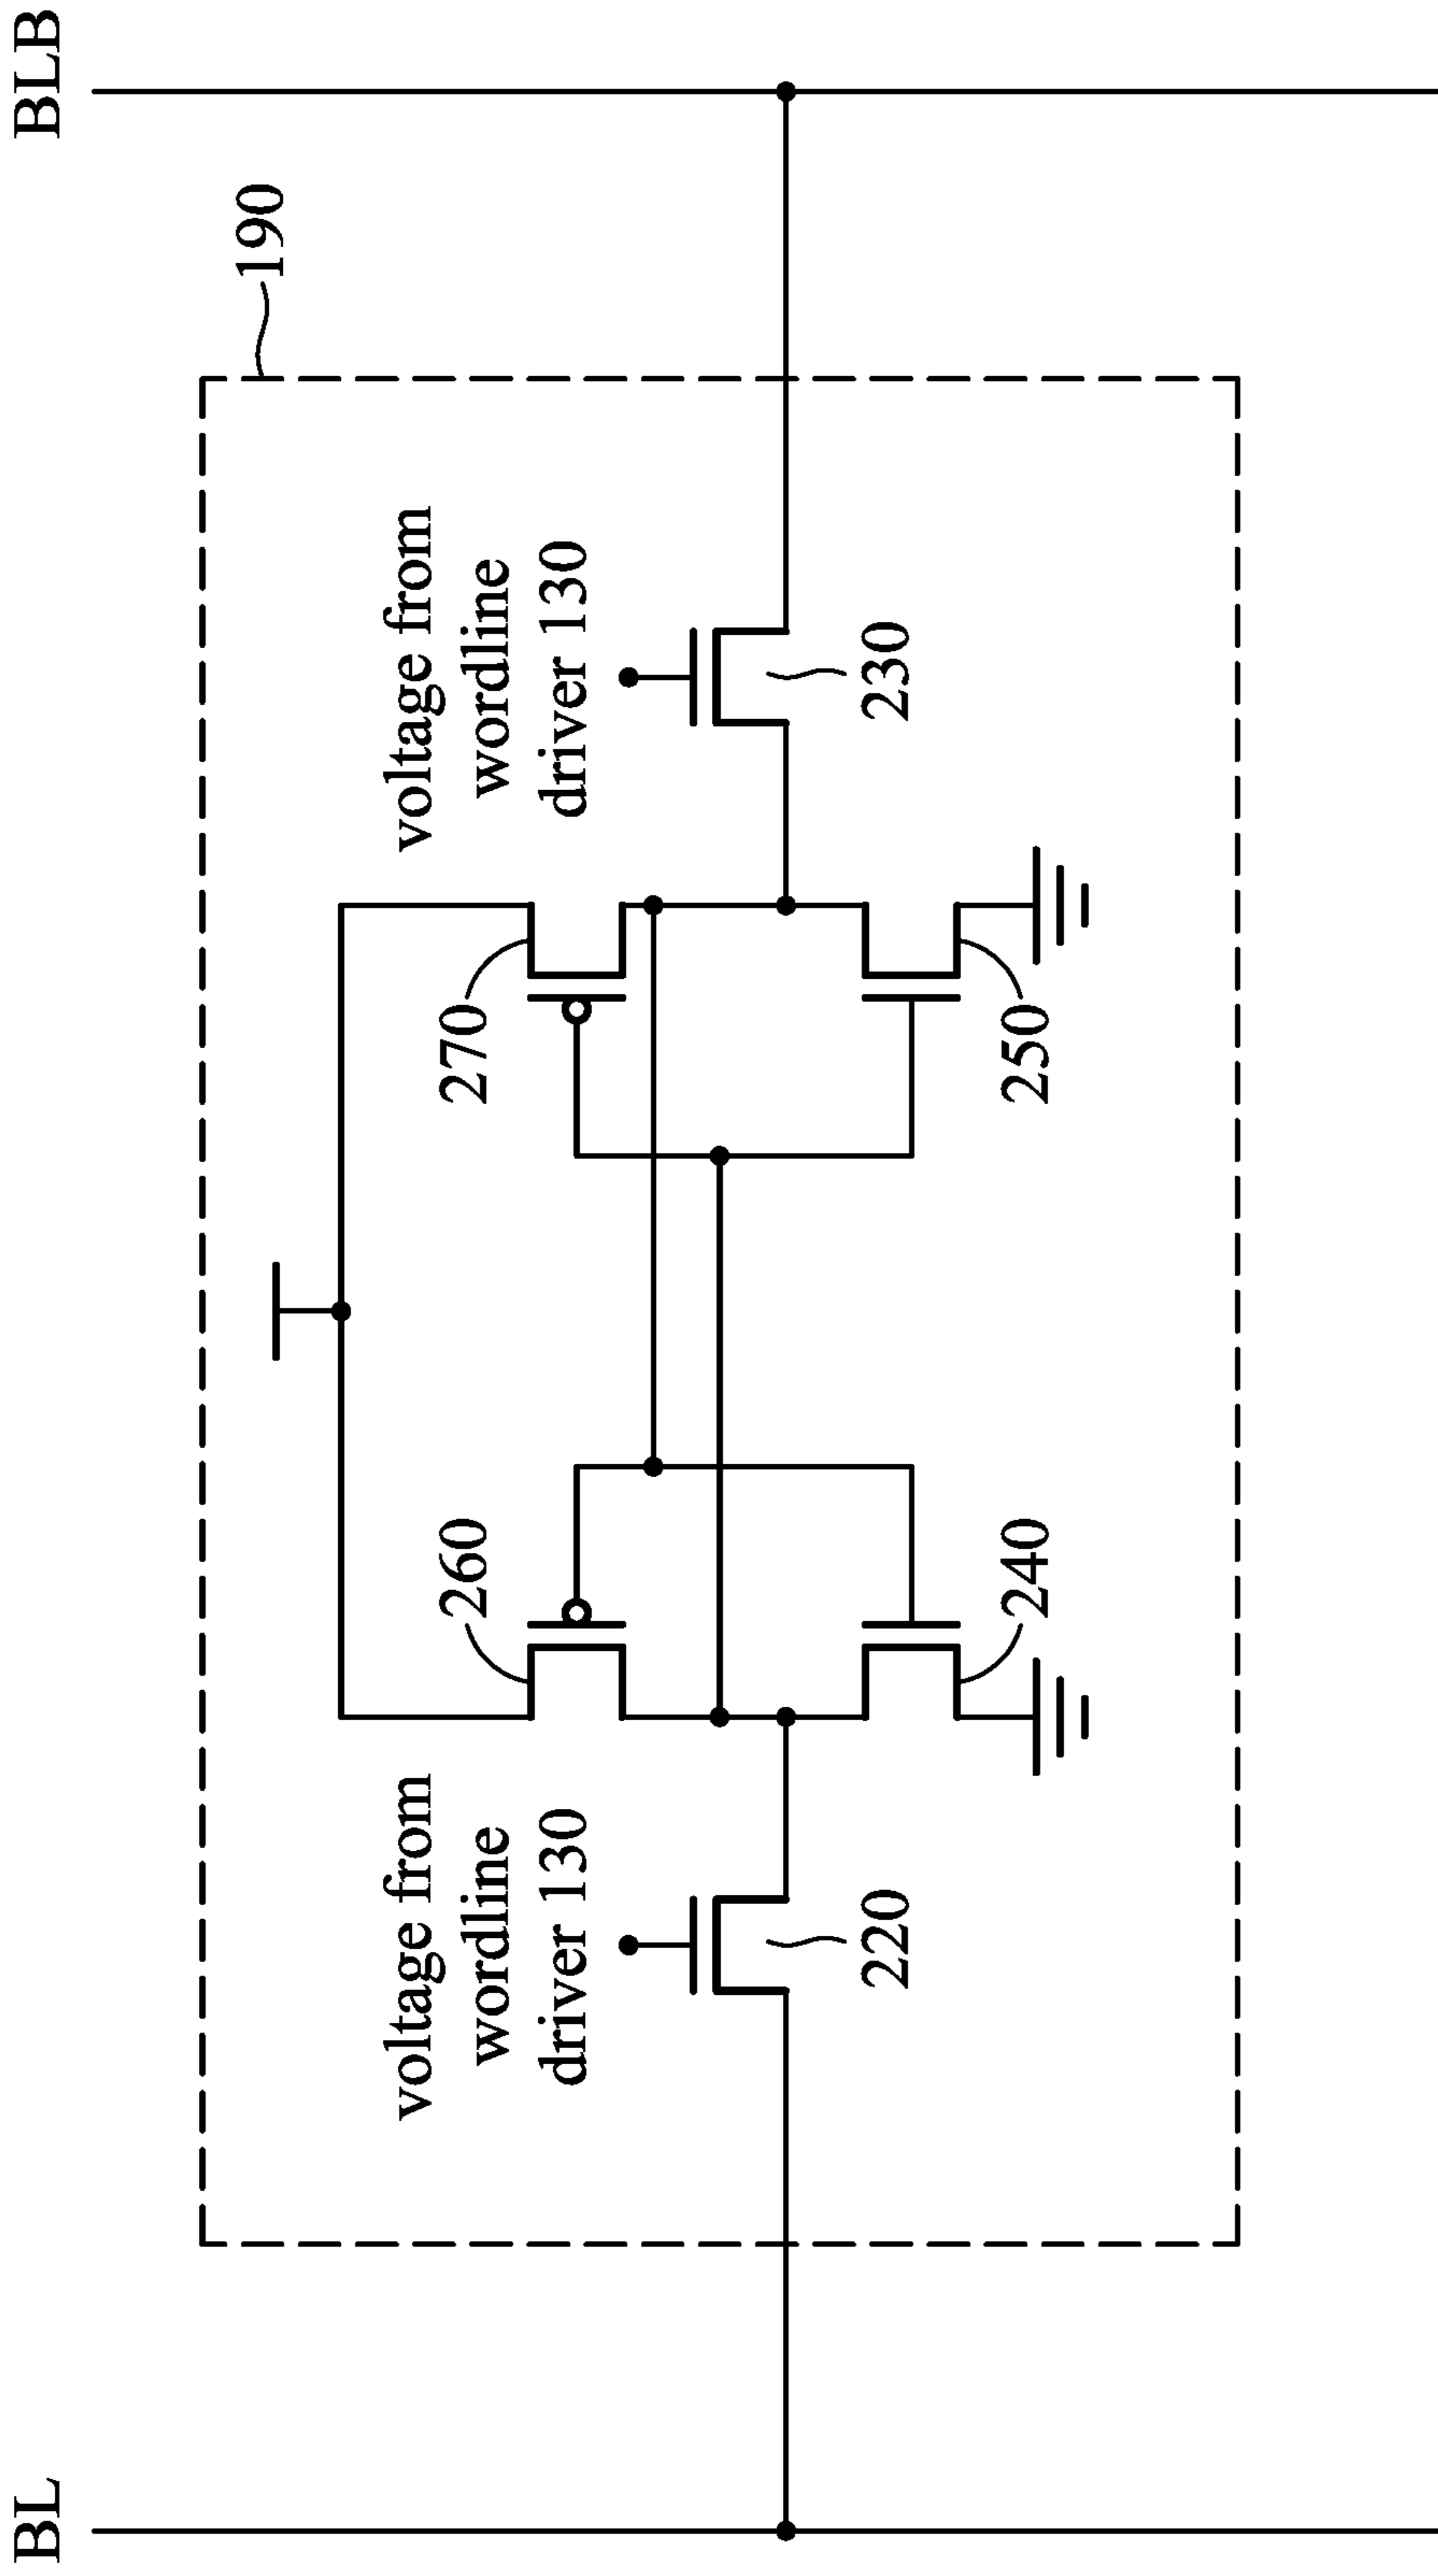 BL
BLB
190
voltage from
wordline
driver 130
voltage from
wordline
driver 130
260
270
220
230
240
250